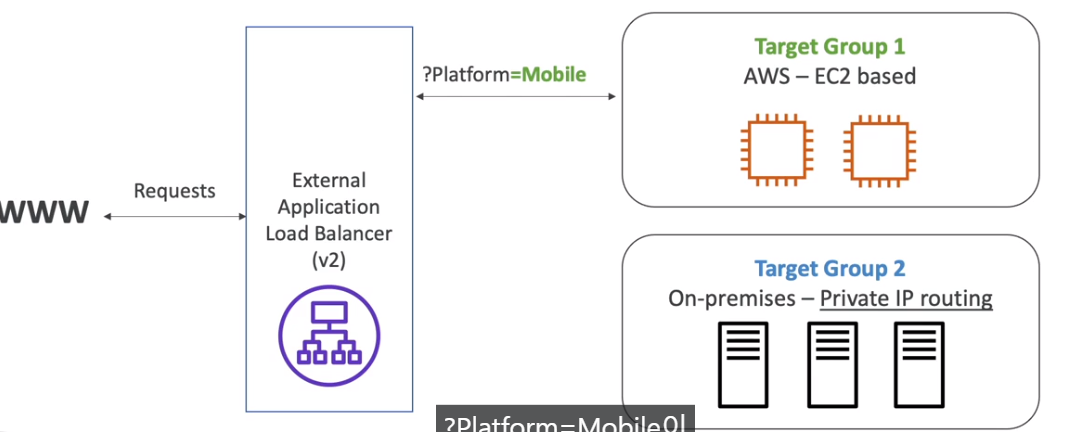 WWW
Requests
External
Application
Load Balancer
(v2)
?Platform=Mobile
Target Group 1
AWS – EC2 based
Target Group 2
On-premises – Private IP routing
?Platform=Mobile이